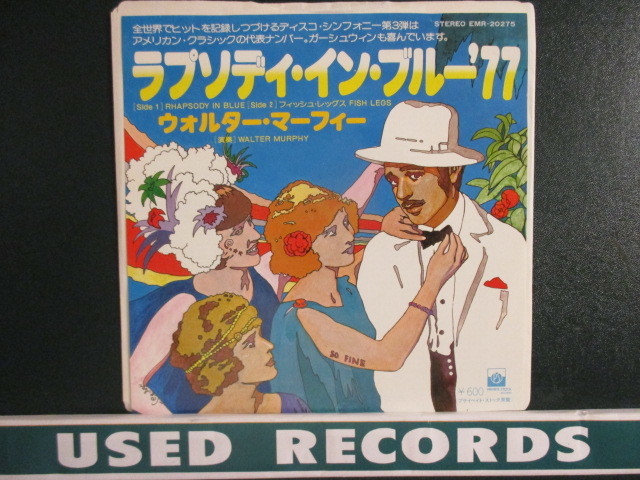 全世界でヒットを記録しつづけるディスコ・シンフォニー第3弾は
アメリカン・クラシックの代表ナンバー。ガーシュウィンも喜んでいます。
STEREO EMR-20275
ラプソディ・イン・ブルー'77
[Side 1] RHAPSODY IN BLUE [Side 2] フィッシュ・レッグス FISH LEGS
ウォルター・マーフィー
[演奏] WALTER MURPHY
SO FINE
¥600
USED RECORDS